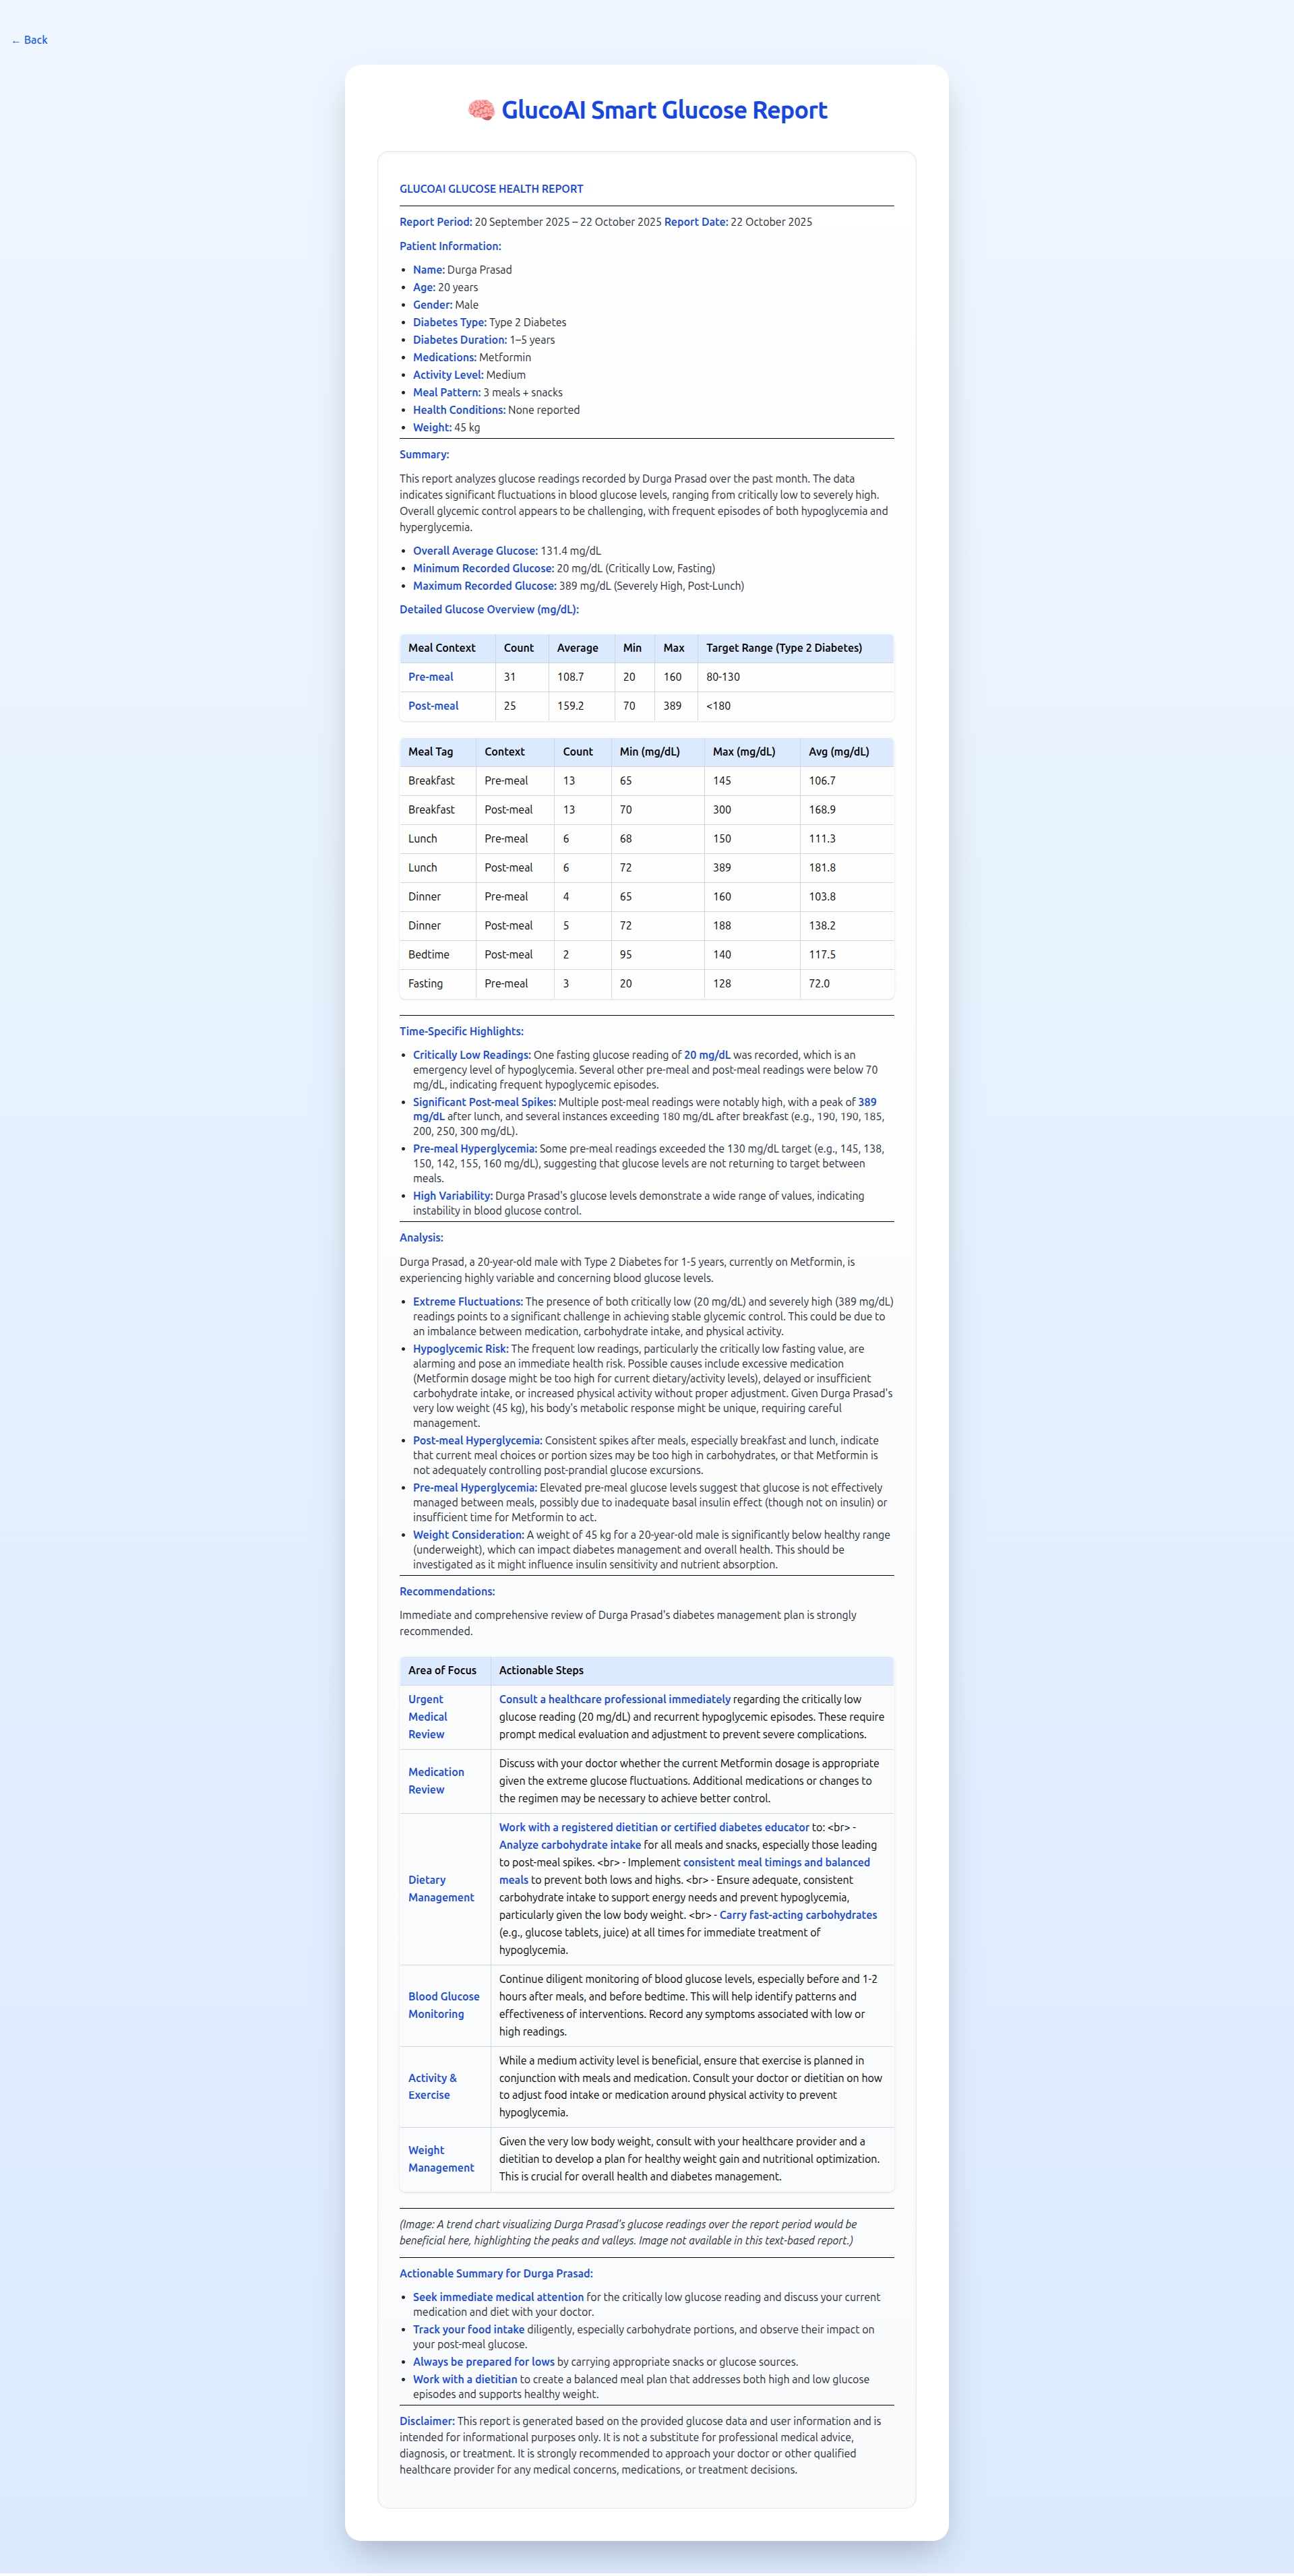 ← Back
🧠 GlucoAI Smart Glucose Report
GLUCOAI GLUCOSE HEALTH REPORT
Report Period: 20 September 2025 – 22 October 2025 Report Date: 22 October 2025
Patient Information:
• Name: Durga Prasad
• Age: 20 years
• Gender: Male
• Diabetes Type: Type 2 Diabetes
• Diabetes Duration: 1–5 years
• Medications: Metformin
• Activity Level: Medium
• Meal Pattern: 3 meals + snacks
• Health Conditions: None reported
• Weight: 45 kg
Summary:
This report analyzes glucose readings recorded by Durga Prasad over the past month. The data
indicates significant fluctuations in blood glucose levels, ranging from critically low to severely high.
Overall glycemic control appears to be challenging, with frequent episodes of both hypoglycemia and
hyperglycemia.
• Overall Average Glucose: 131.4 mg/dL
• Minimum Recorded Glucose: 20 mg/dL (Critically Low, Fasting)
• Maximum Recorded Glucose: 389 mg/dL (Severely High, Post-Lunch)
Detailed Glucose Overview (mg/dL):
Meal Context Count Average Min Max Target Range (Type 2 Diabetes)
Pre-meal 31 108.7 20 160 80-130
Post-meal 25 159.2 70 389 <180
Meal Tag Context Count Min (mg/dL) Max (mg/dL) Avg (mg/dL)
Breakfast Pre-meal 13 65 145 106.7
Breakfast Post-meal 13 70 300 168.9
Lunch Pre-meal 6 68 150 111.3
Lunch Post-meal 6 72 389 181.8
Dinner Pre-meal 4 65 160 103.8
Dinner Post-meal 5 72 188 138.2
Bedtime Post-meal 2 95 140 117.5
Fasting Pre-meal 3 20 128 72.0
Time-Specific Highlights:
• Critically Low Readings: One fasting glucose reading of 20 mg/dL was recorded, which is an
emergency level of hypoglycemia. Several other pre-meal and post-meal readings were below 70
mg/dL, indicating frequent hypoglycemic episodes.
• Significant Post-meal Spikes: Multiple post-meal readings were notably high, with a peak of 389
mg/dL after lunch, and several instances exceeding 180 mg/dL after breakfast (e.g., 190, 190, 185,
200, 250, 300 mg/dL).
• Pre-meal Hyperglycemia: Some pre-meal readings exceeded the 130 mg/dL target (e.g., 145, 138,
150, 142, 155, 160 mg/dL), suggesting that glucose levels are not returning to target between
meals.
• High Variability: Durga Prasad's glucose levels demonstrate a wide range of values, indicating
instability in blood glucose control.
Analysis:
Durga Prasad, a 20-year-old male with Type 2 Diabetes for 1-5 years, currently on Metformin, is
experiencing highly variable and concerning blood glucose levels.
• Extreme Fluctuations: The presence of both critically low (20 mg/dL) and severely high (389 mg/dL)
readings points to a significant challenge in achieving stable glycemic control. This could be due to
an imbalance between medication, carbohydrate intake, and physical activity.
• Hypoglycemic Risk: The frequent low readings, particularly the critically low fasting value, are
alarming and pose an immediate health risk. Possible causes include excessive medication
(Metformin dosage might be too high for current dietary/activity levels), delayed or insufficient
carbohydrate intake, or increased physical activity without proper adjustment. Given Durga Prasad's
very low weight (45 kg), his body's metabolic response might be unique, requiring careful
management.
• Post-meal Hyperglycemia: Consistent spikes after meals, especially breakfast and lunch, indicate
that current meal choices or portion sizes may be too high in carbohydrates, or that Metformin is
not adequately controlling post-prandial glucose excursions.
• Pre-meal Hyperglycemia: Elevated pre-meal glucose levels suggest that glucose is not effectively
managed between meals, possibly due to inadequate basal insulin effect (though not on insulin) or
insufficient time for Metformin to act.
• Weight Consideration: A weight of 45 kg for a 20-year-old male is significantly below healthy range
(underweight), which can impact diabetes management and overall health. This should be
investigated as it might influence insulin sensitivity and nutrient absorption.
Recommendations:
Immediate and comprehensive review of Durga Prasad's diabetes management plan is strongly
recommended.
Area of Focus Actionable Steps
Urgent
Medical
Review
Consult a healthcare professional immediately regarding the critically low
glucose reading (20 mg/dL) and recurrent hypoglycemic episodes. These require
prompt medical evaluation and adjustment to prevent severe complications.
Medication
Review
Discuss with your doctor whether the current Metformin dosage is appropriate
given the extreme glucose fluctuations. Additional medications or changes to
the regimen may be necessary to achieve better control.
Dietary
Management
Work with a registered dietitian or certified diabetes educator to: <br> -
Analyze carbohydrate intake for all meals and snacks, especially those leading
to post-meal spikes. <br> - Implement consistent meal timings and balanced
meals to prevent both lows and highs. <br> - Ensure adequate, consistent
carbohydrate intake to support energy needs and prevent hypoglycemia,
particularly given the low body weight. <br> - Carry fast-acting carbohydrates
(e.g., glucose tablets, juice) at all times for immediate treatment of
hypoglycemia.
Blood Glucose
Monitoring
Continue diligent monitoring of blood glucose levels, especially before and 1-2
hours after meals, and before bedtime. This will help identify patterns and
effectiveness of interventions. Record any symptoms associated with low or
high readings.
Activity &
Exercise
While a medium activity level is beneficial, ensure that exercise is planned in
conjunction with meals and medication. Consult your doctor or dietitian on how
to adjust food intake or medication around physical activity to prevent
hypoglycemia.
Weight
Management
Given the very low body weight, consult with your healthcare provider and a
dietitian to develop a plan for healthy weight gain and nutritional optimization.
This is crucial for overall health and diabetes management.
(Image: A trend chart visualizing Durga Prasad's glucose readings over the report period would be
beneficial here, highlighting the peaks and valleys. Image not available in this text-based report.)
Actionable Summary for Durga Prasad:
• Seek immediate medical attention for the critically low glucose reading and discuss your current
medication and diet with your doctor.
• Track your food intake diligently, especially carbohydrate portions, and observe their impact on
your post-meal glucose.
• Always be prepared for lows by carrying appropriate snacks or glucose sources.
• Work with a dietitian to create a balanced meal plan that addresses both high and low glucose
episodes and supports healthy weight.
Disclaimer: This report is generated based on the provided glucose data and user information and is
intended for informational purposes only. It is not a substitute for professional medical advice,
diagnosis, or treatment. It is strongly recommended to approach your doctor or other qualified
healthcare provider for any medical concerns, medications, or treatment decisions.